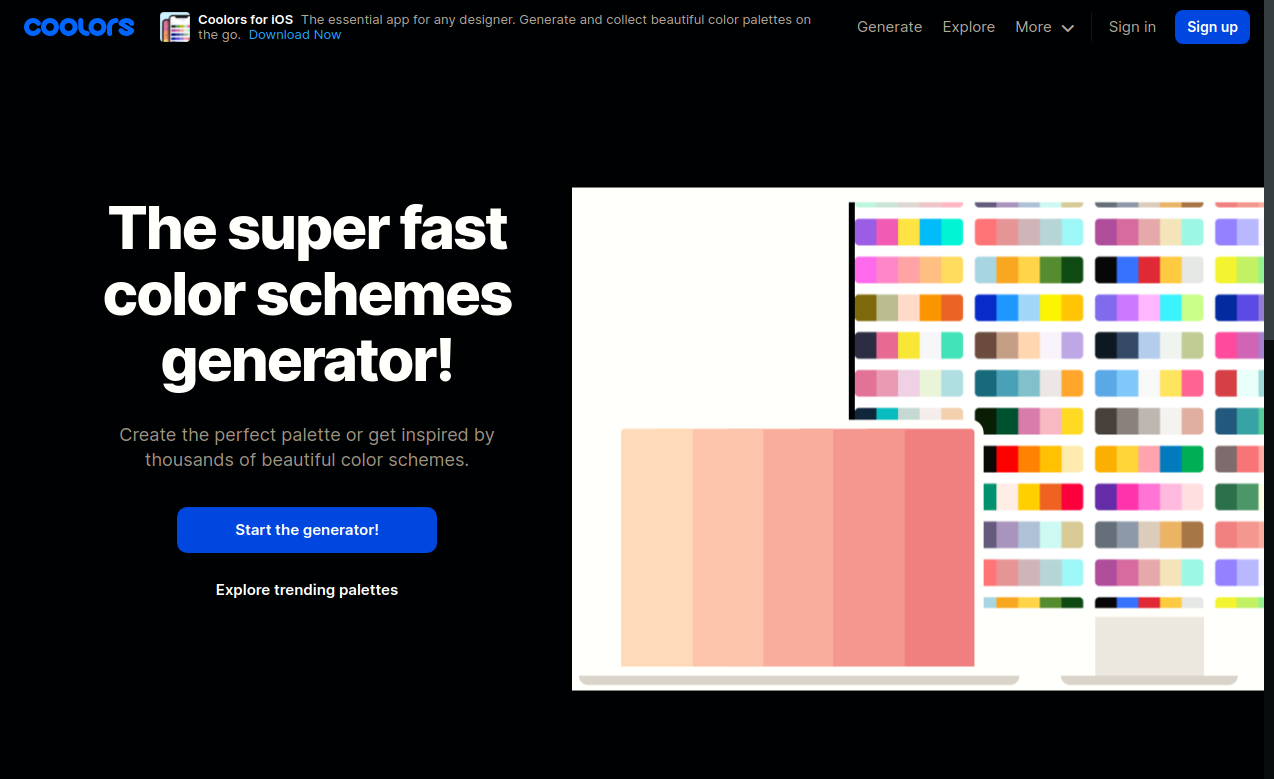 coolors
Coolors for iOS The essential app for any designer. Generate and collect beautiful color palettes on
the go. Download Now
Generate
Explore
More
Sign in
Sign up
The super fast
color schemes
generator!
Create the perfect palette or get inspired by
thousands of beautiful color schemes.
Start the generator!
Explore trending palettes